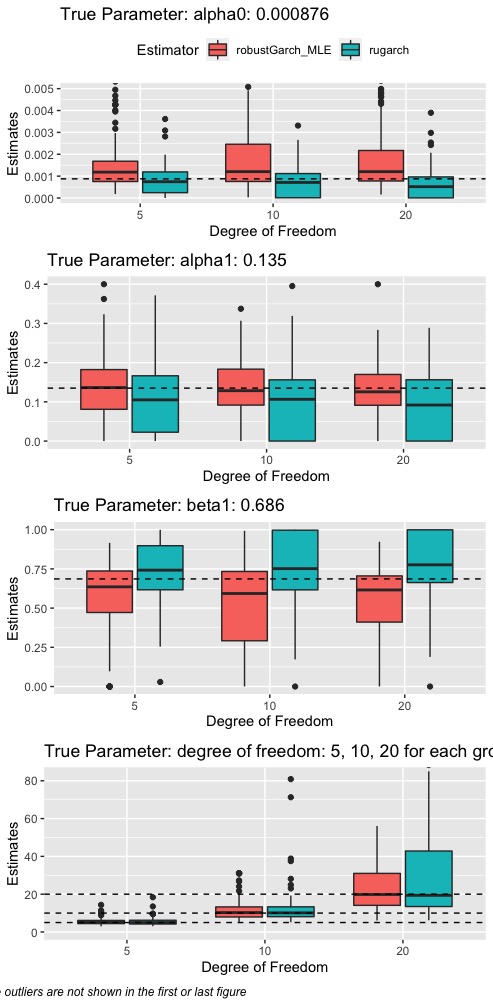 True Parameter: alpha0: 0.000876
Estimator robustGarch_MLE rugarch
0.005
0.004
0.003
0.002
0.001
0.000
Estimates
5 10 20
Degree of Freedom
True Parameter: alpha1: 0.135
0.4
0.3
0.2
0.1
0.0
Estimates
5 10 20
Degree of Freedom
True Parameter: beta1: 0.686
1.00
0.75
0.50
0.25
0.00
Estimates
5 10 20
Degree of Freedom
True Parameter: degree of freedom: 5, 10, 20 for each gro
80
60
40
20
0
Estimates
5 10 20
Degree of Freedom
outliers are not shown in the first or last figure